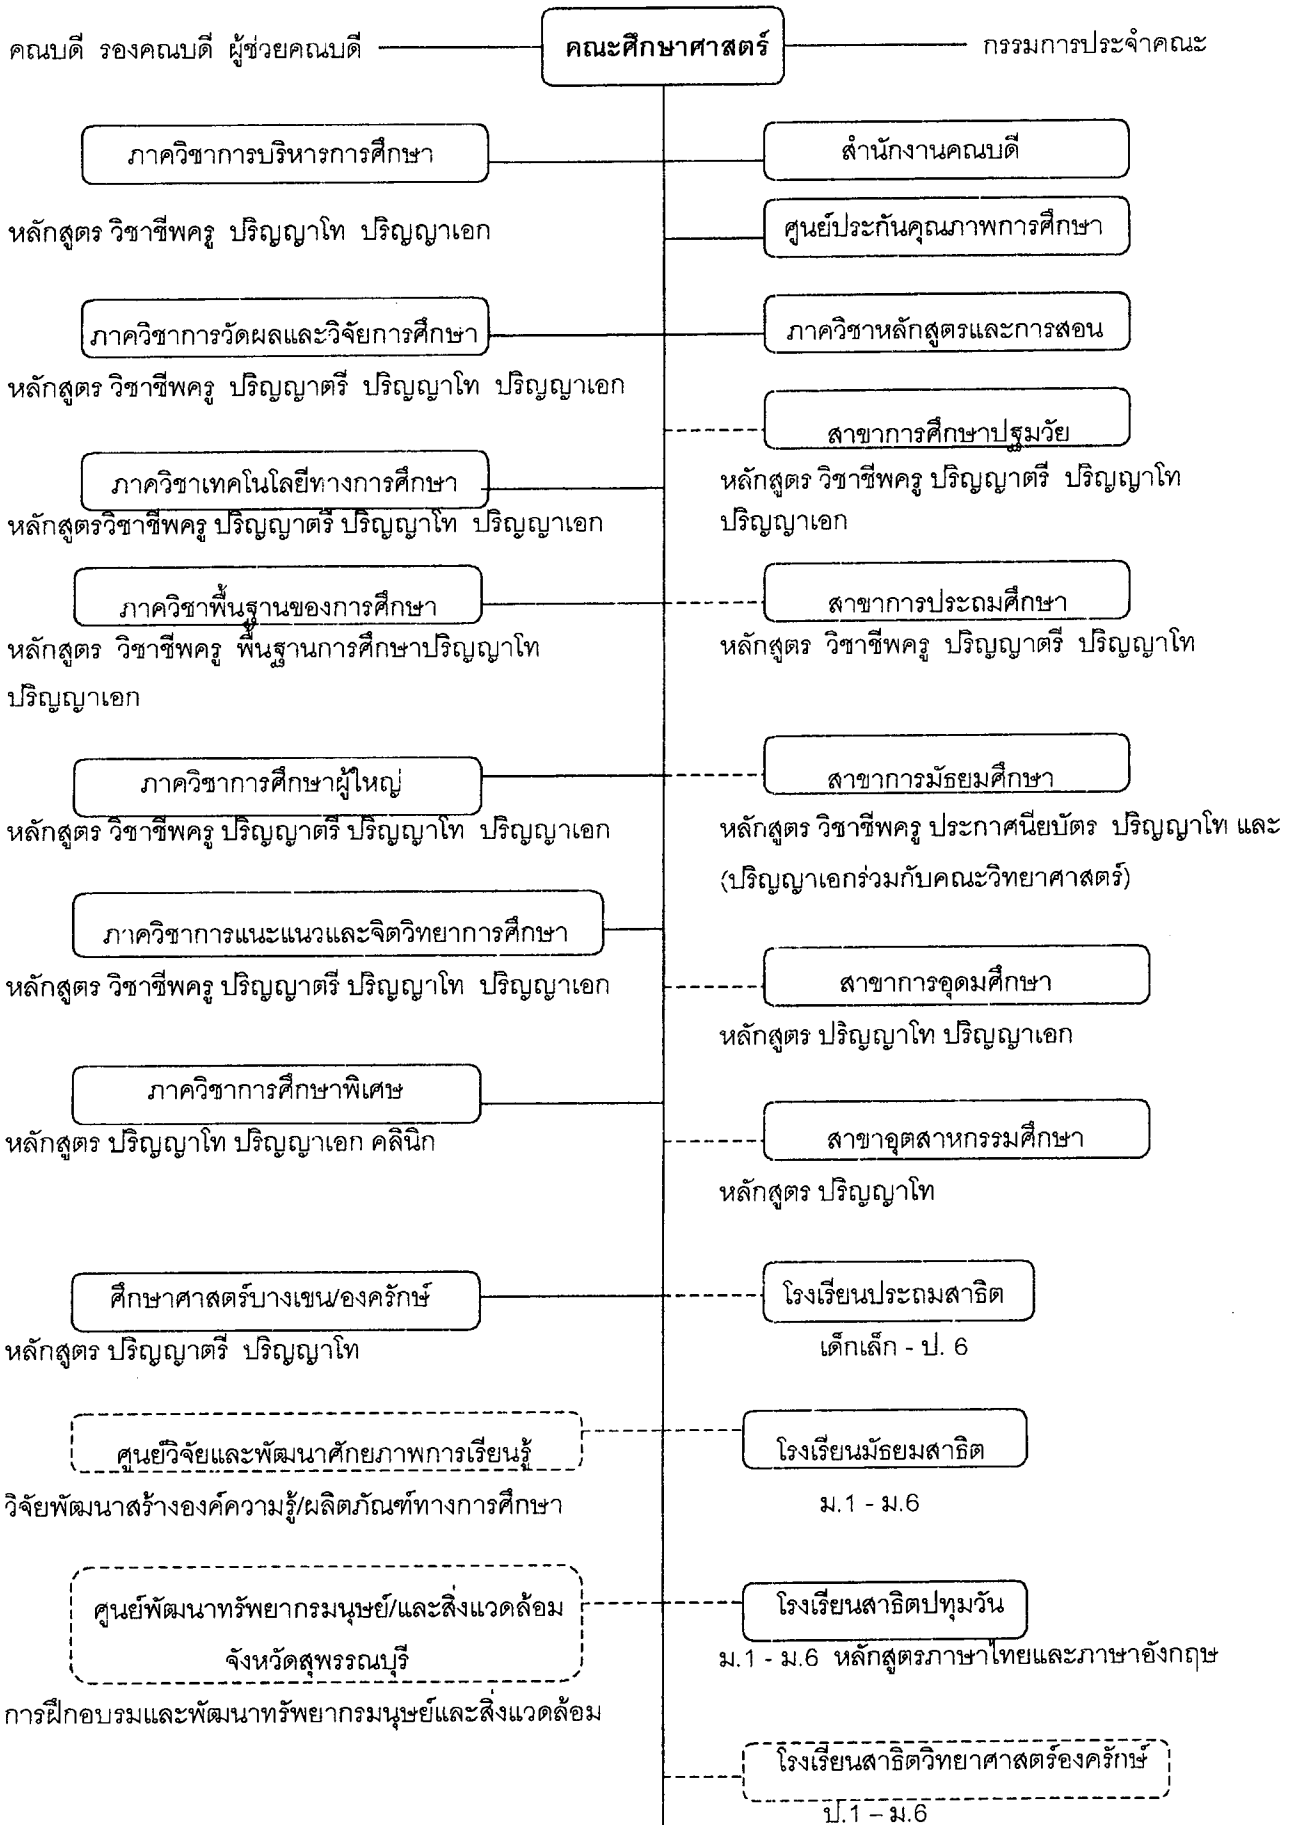 คณบดี รองคณบดี ผู้ช่วยคณบดี
คณะศึกษาศาสตร์
กรรมการประจำคณะ
ภาควิชาการบริหารการศึกษา
สำนักงานคณบดี
หลักสูตร วิชาชีพครู ปริญญาโท ปริญญาเอก
ศูนย์ประกันคุณภาพการศึกษา
ภาควิชาการวัดผลและวิจัยการศึกษา
ภาควิชาหลักสูตรและการสอน
หลักสูตร วิชาชีพครู ปริญญาตรี ปริญญาโท ปริญญาเอก
สาขาการศึกษาปฐมวัย
ภาควิชาเทคโนโลยีทางการศึกษา
หลักสูตร วิชาชีพครู ปริญญาตรี ปริญญาโท
ปริญญาเอก
หลักสูตรวิชาชีพครู ปริญญาตรี ปริญญาโท ปริญญาเอก
ภาควิชาพื้นฐานของการศึกษา
สาขาการประถมศึกษา
หลักสูตร วิชาชีพครู พื้นฐานการศึกษาปริญญาโท
ปริญญาเอก
หลักสูตร วิชาชีพครู ปริญญาตรี ปริญญาโท
ภาควิชาการศึกษาผู้ใหญ่
สาขาการมัธยมศึกษา
หลักสูตร วิชาชีพครู ปริญญาตรี ปริญญาโท ปริญญาเอก
หลักสูตร วิชาชีพครู ประกาศนียบัตร ปริญญาโท และ
(ปริญญาเอกร่วมกับคณะวิทยาศาสตร์)
ภาควิชาการแนะแนวและจิตวิทยาการศึกษา
หลักสูตร วิชาชีพครู ปริญญาตรี ปริญญาโท ปริญญาเอก
สาขาการอุดมศึกษา
หลักสูตร ปริญญาโท ปริญญาเอก
ภาควิชาการศึกษาพิเศษ
หลักสูตร ปริญญาโท ปริญญาเอก คลินิก
สาขาอุตสาหกรรมศึกษา
หลักสูตร ปริญญาโท
ศึกษาศาสตร์บางเขน/องครักษ์
โรงเรียนประถมสาธิต
หลักสูตร ปริญญาตรี ปริญญาโท
เด็กเล็ก - ป. 6
ศูนย์วิจัยและพัฒนาศักยภาพการเรียนรู้
โรงเรียนมัธยมสาธิต
วิจัยพัฒนาสร้างองค์ความรู้/ผลิตภัณฑ์ทางการศึกษา
ม.1 - ม.6
ศูนย์พัฒนาทรัพยากรมนุษย์/และสิ่งแวดล้อม
จังหวัดสุพรรณบุรี
โรงเรียนสาธิตปทุมวัน
ม.1 - ม.6 หลักสูตรภาษาไทยและภาษาอังกฤษ
การฝึกอบรมและพัฒนาทรัพยากรมนุษย์และสิ่งแวดล้อม
โรงเรียนสาธิตวิทยาศาสตร์องครักษ์
ป.1 – ม.6